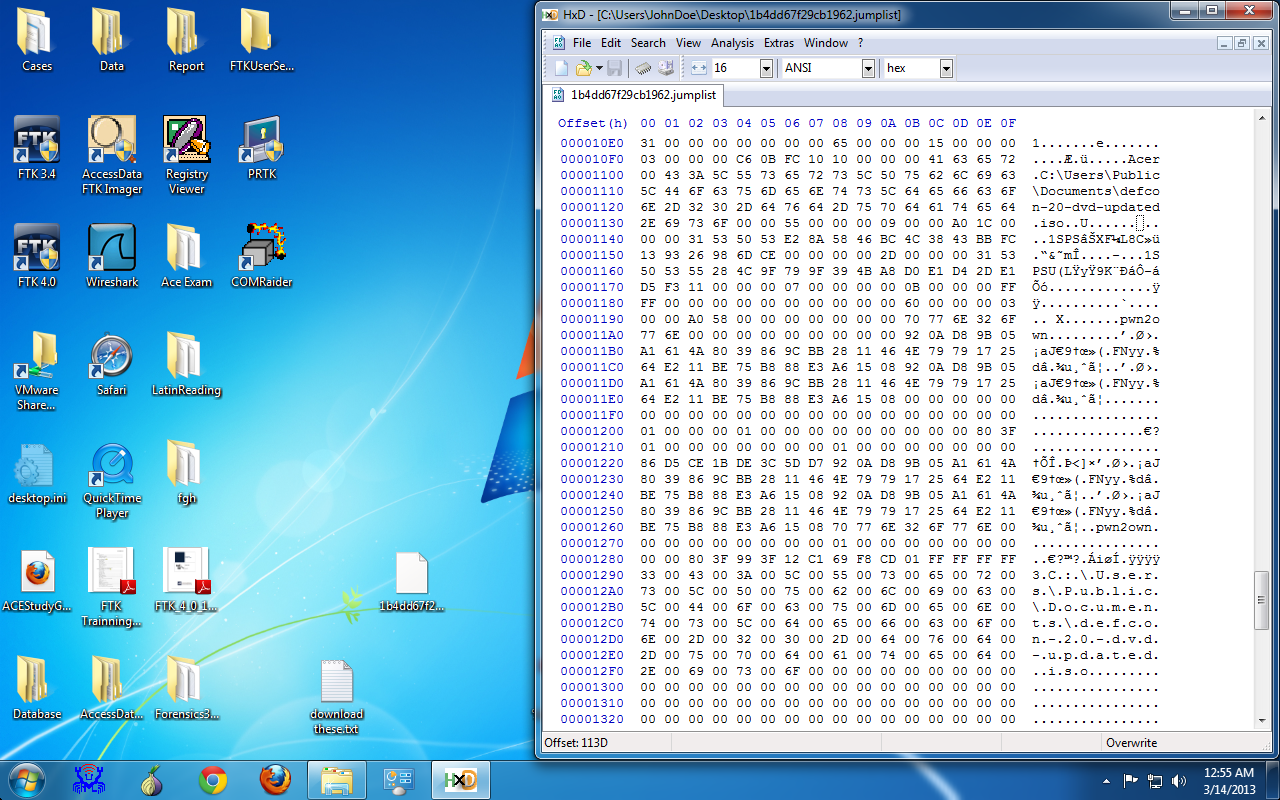 Cases
Data
Report
FTKUserSe...
FTK 3.4
AccessData
FTK Imager
Registry
Viewer
PRTK
FTK 4.0
Wireshark
Ace Exam
COMRaider
VMware
Share...
Safari
LatinReading
desktop.ini
QuickTime
Player
fgh
ACEStudyG...
FTK
Trainning...
FTK_4_0_1...
1b4dd67f2...
Database
AccessDat...
Forensics3...
download
these.txt
HxD - [C:\Users\JohnDoe\Desktop\1b4dd67f29cb1962.jumplist]
File Edit Search View Analysis Extras Window ?
16 ANSI hex
1b4dd67f29cb1962.jumplist
Offset(h) 00 01 02 03 04 05 06 07 08 09 0A 0B 0C 0D 0E 0F
000010E0 31 00 00 00 00 00 00 00 65 00 00 00 15 00 00 00 1.......e.......
000010F0 03 00 00 00 C6 0B FC 10 10 00 00 00 41 63 65 72 ....Æ.ü.....Acer
00001100 00 43 3A 5C 55 73 65 72 73 5C 50 75 62 6C 69 63 .C:\Users\Public
00001110 5C 44 6F 63 75 6D 65 6E 74 73 5C 64 65 66 63 6F \Documents\defco
00001120 6E 2D 32 30 2D 64 76 64 2D 75 70 64 61 74 65 64 n-20-dvd-updated
00001130 2E 69 73 6F 00 00 55 00 00 00 09 00 00 A0 1C 00 .iso..U...... ..
00001140 00 00 31 53 50 53 E2 8A 58 46 BC 4C 38 43 BB FC ..1SPSâŠXF¼L8C»ü
00001150 13 93 26 98 6D CE 00 00 00 00 2D 00 00 00 31 53 .“&˜mÎ....-...1S
00001160 50 53 55 28 4C 9F 79 9F 39 4B A8 D0 E1 D4 2D E1 PSU(LŸyŸ9K¨ÐáÔ-á
00001170 D5 F3 11 00 00 00 07 00 00 00 00 0B 00 00 00 FF Õó.............ÿ
00001180 FF 00 00 00 00 00 00 00 00 00 00 60 00 00 00 03 ÿ..........`....
00001190 00 00 A0 58 00 00 00 00 00 00 00 70 77 6E 32 6F .. X.......pwn2o
000011A0 77 6E 00 00 00 00 00 00 00 00 00 92 0A D8 9B 05 wn.........’.Ø›.
000011B0 A1 61 4A 80 39 86 9C BB 28 11 46 4E 79 79 17 25 ¡aJ€9†œ»(.FNyy.%
000011C0 64 E2 11 BE 75 B8 88 E3 A6 15 08 92 0A D8 9B 05 dâ.¾u¸ˆã¦..’.Ø›.
000011D0 A1 61 4A 80 39 86 9C BB 28 11 46 4E 79 79 17 25 ¡aJ€9†œ»(.FNyy.%
000011E0 64 E2 11 BE 75 B8 88 E3 A6 15 08 00 00 00 00 00 dâ.¾u¸ˆã¦.......
000011F0 00 00 00 00 00 00 00 00 00 00 00 00 00 00 00 00 ................
00001200 01 00 00 00 01 00 00 00 00 00 00 00 00 00 80 3F ..............€?
00001210 01 00 00 00 00 00 00 00 01 00 00 00 00 00 00 00 ................
00001220 86 D5 CE 1B DE 3C 5D D7 92 0A D8 9B 05 A1 61 4A †ÕÎ.Þ<]×’.Ø›.¡aJ
00001230 80 39 86 9C BB 28 11 46 4E 79 79 17 25 64 E2 11 €9†œ»(.FNyy.%dâ.
00001240 BE 75 B8 88 E3 A6 15 08 92 0A D8 9B 05 A1 61 4A ¾u¸ˆã¦..’.Ø›.¡aJ
00001250 80 39 86 9C BB 28 11 46 4E 79 79 17 25 64 E2 11 €9†œ»(.FNyy.%dâ.
00001260 BE 75 B8 88 E3 A6 15 08 70 77 6E 32 6F 77 6E 00 ¾u¸ˆã¦..pwn2own.
00001270 00 00 00 00 00 00 00 00 01 00 00 00 00 00 00 00 ................
00001280 00 00 80 3F 99 3F 12 C1 69 F8 CD 01 FF FF FF FF ..€?™?.ÁiøÍ.ÿÿÿÿ
00001290 33 00 43 00 3A 00 5C 00 55 00 73 00 65 00 72 00 3.C.:.\.U.s.e.r.
000012A0 73 00 5C 00 50 00 75 00 62 00 6C 00 69 00 63 00 s.\.P.u.b.l.i.c.
000012B0 5C 00 44 00 6F 00 63 00 75 00 6D 00 65 00 6E 00 \.D.o.c.u.m.e.n.
000012C0 74 00 73 00 5C 00 64 00 65 00 66 00 63 00 6F 00 t.s.\.d.e.f.c.o.
000012D0 6E 00 2D 00 32 00 30 00 2D 00 64 00 76 00 64 00 n.-.2.0.-.d.v.d.
000012E0 2D 00 75 00 70 00 64 00 61 00 74 00 65 00 64 00 -.u.p.d.a.t.e.d.
000012F0 2E 00 69 00 73 00 6F 00 00 00 00 00 00 00 00 00 ..i.s.o.........
00001300 00 00 00 00 00 00 00 00 00 00 00 00 00 00 00 00 ................
00001310 00 00 00 00 00 00 00 00 00 00 00 00 00 00 00 00 ................
00001320 00 00 00 00 00 00 00 00 00 00 00 00 00 00 00 00 ................
Offset: 113D
Overwrite
12:55 AM
3/14/2013